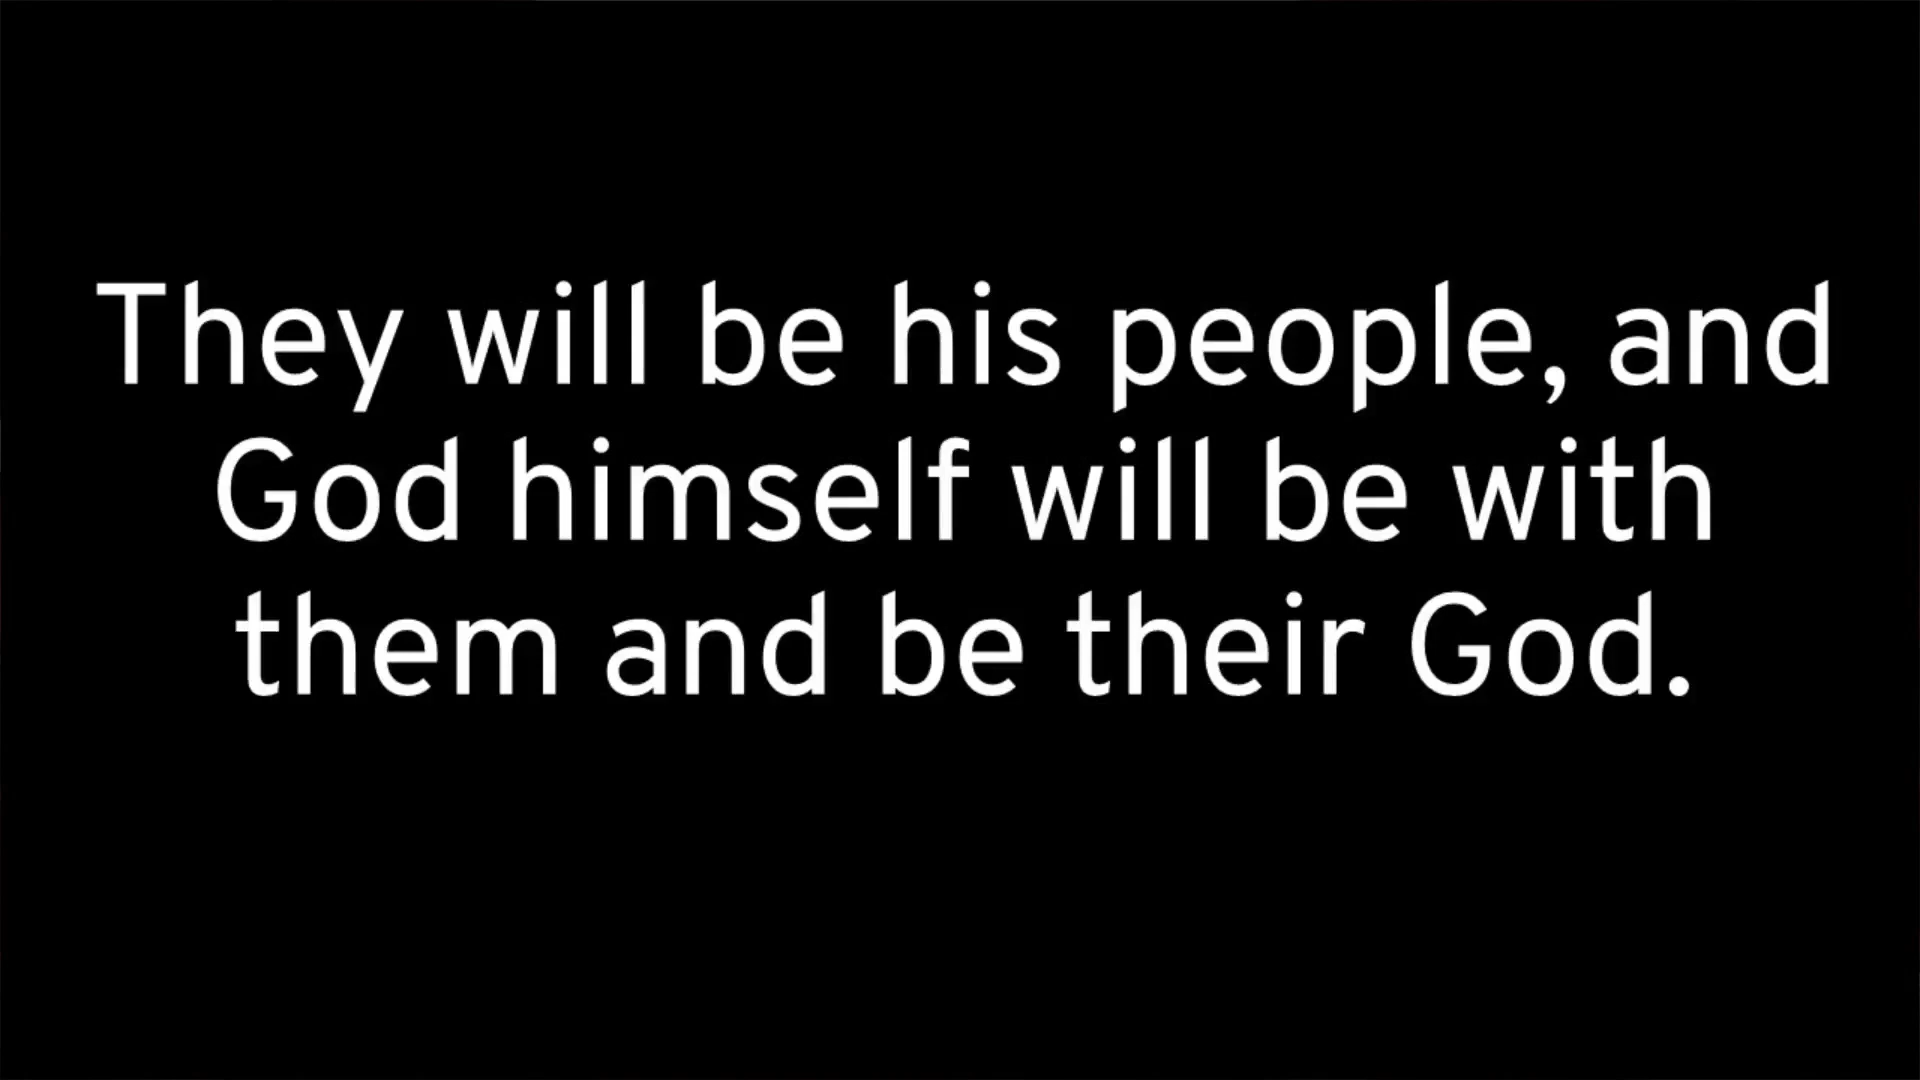 They will be his people, and
God himself will be with
them and be their God.